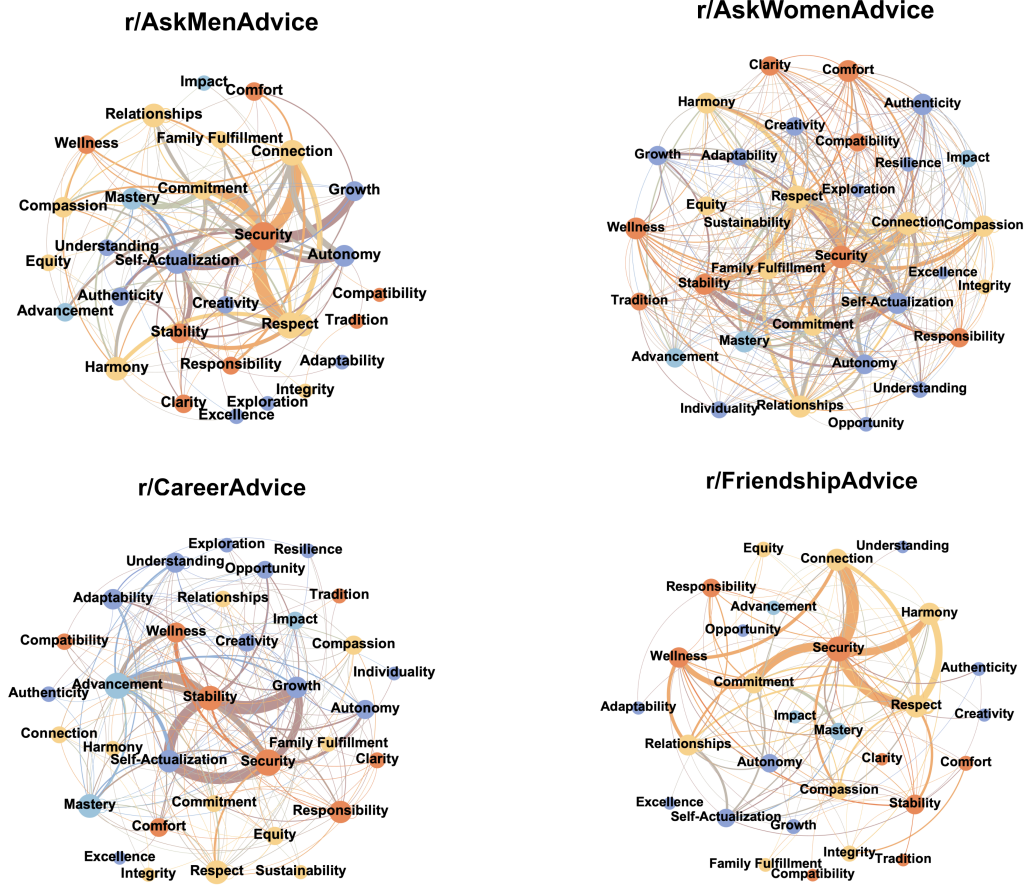 r/AskMenAdvice
Impact
Comfort
Relationships
Family Fulfillment
Wellness
Connection
Commitment
Growth
Mastery
Compassion
Security
Understanding
Autonomy
Equity
Self-Actualization
Authenticity
Compatibility
Creativity
Advancement
Respect
Tradition
Stability
Adaptability
Responsibility
Harmony
Integrity
Clarity
Exploration
Excellence
r/AskWomenAdvice
Clarity
Comfort
Harmony
Authenticity
Creativity
Compatibility
Growth
Adaptability
Resilience
Impact
Exploration
Respect
Equity
Sustainability
Connection
Compassion
Wellness
Security
Family Fulfillment
Excellence
Stability
Integrity
Tradition
Self-Actualization
Commitment
Responsibility
Mastery
Advancement
Autonomy
Understanding
Individuality
Relationships
Opportunity
r/CareerAdvice
Exploration
Resilience
Understanding
Opportunity
Adaptability
Relationships
Tradition
Impact
Wellness
Compatibility
Creativity
Compassion
Individuality
Advancement
Growth
Authenticity
Stability
Autonomy
Connection
Harmony
Family Fulfillment
Self-Actualization
Security
Clarity
Mastery
Commitment
Responsibility
Comfort
Equity
Excellence
Integrity
Respect
Sustainability
r/FriendshipAdvice
Equity
Understanding
Connection
Responsibility
Advancement
Harmony
Opportunity
Security
Wellness
Authenticity
Commitment
Adaptability
Respect
Creativity
Impact
Mastery
Relationships
Autonomy
Clarity
Comfort
Compassion
Excellence
Stability
Self-Actualization
Growth
Integrity
Tradition
Family Fulfillment
Compatibility